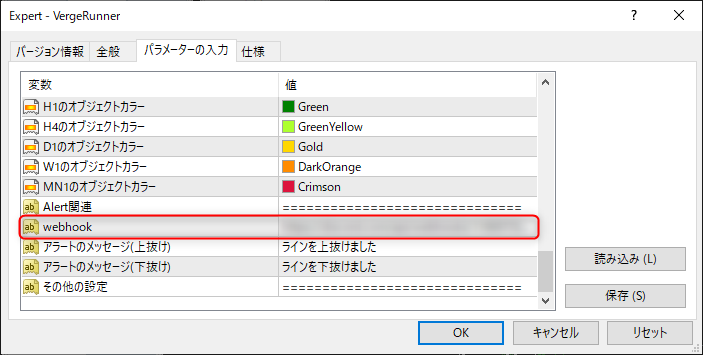 Expert - VergeRunner
バージョン情報 全般 パラメーターの入力 仕様
変数 値
H1のオブジェクトカラー Green
H4のオブジェクトカラー GreenYellow
D1のオブジェクトカラー Gold
W1のオブジェクトカラー DarkOrange
MN1のオブジェクトカラー Crimson
ab Alert関連 ==============================
ab webhook
ab アラートのメッセージ(上抜け) ラインを上抜けました
ab アラートのメッセージ(下抜け) ラインを下抜けました
ab その他の設定 ==============================
読み込み (L)
保存 (S)
OK キャンセル リセット